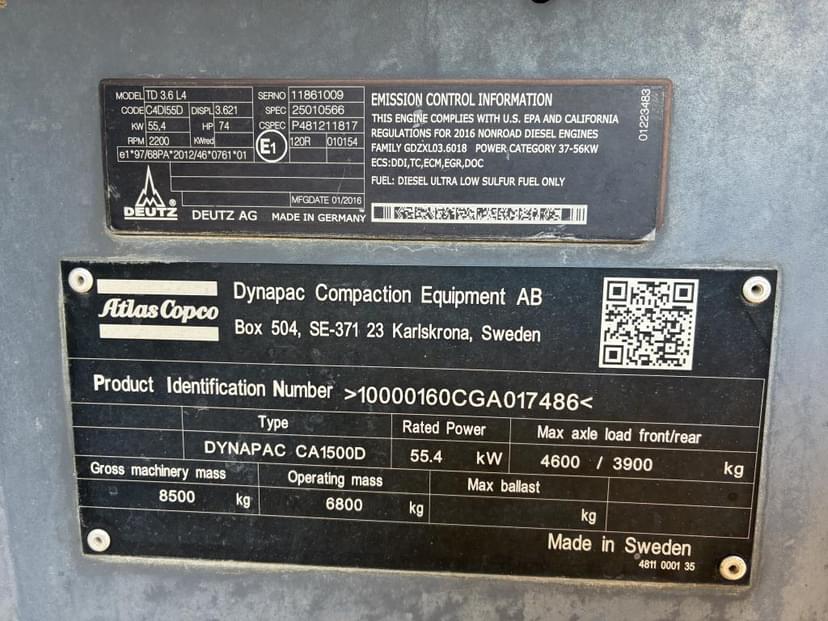 MODEL TD 3.6 L4 SERNO 11861009
CODE C4DI55D DISPL 3.621 SPEC 25010566
KW 55,4 HP 74 CSPEC P481211817
RPM 2200 KWred E1 120R 010154
e1*97/68PA*2012/46*0761*01
MFGDATE 01/2016
DEUTZ DEUTZ AG MADE IN GERMANY
EMISSION CONTROL INFORMATION
THIS ENGINE COMPLIES WITH U.S. EPA AND CALIFORNIA
REGULATIONS FOR 2016 NONROAD DIESEL ENGINES
FAMILY GDZXL03.6018 POWER CATEGORY 37-56KW
ECS:DDI,TC,ECM,EGR,DOC
FUEL: DIESEL ULTRA LOW SULFUR FUEL ONLY
01223483
Atlas Copco
Dynapac Compaction Equipment AB
Box 504, SE-371 23 Karlskrona, Sweden
Product Identification Number >10000160CGA017486<
Type Rated Power Max axle load front/rear
DYNAPAC CA1500D 55.4 kW 4600 / 3900 kg
Gross machinery mass Operating mass Max ballast
8500 kg 6800 kg kg
Made in Sweden
4811 0001 35